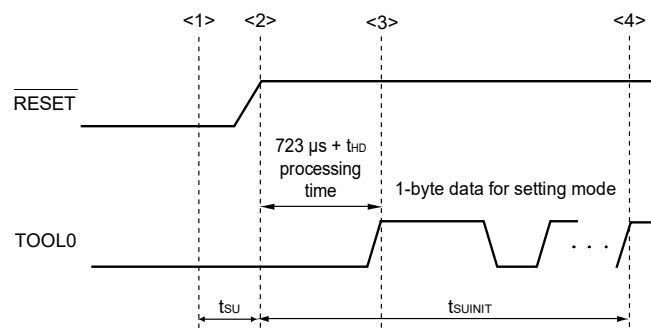 <1> <2> <3> <4>
RESET
723 µs + tHD
processing
time
1-byte data for setting mode
TOOL0
. . .
tSU
tSUINIT